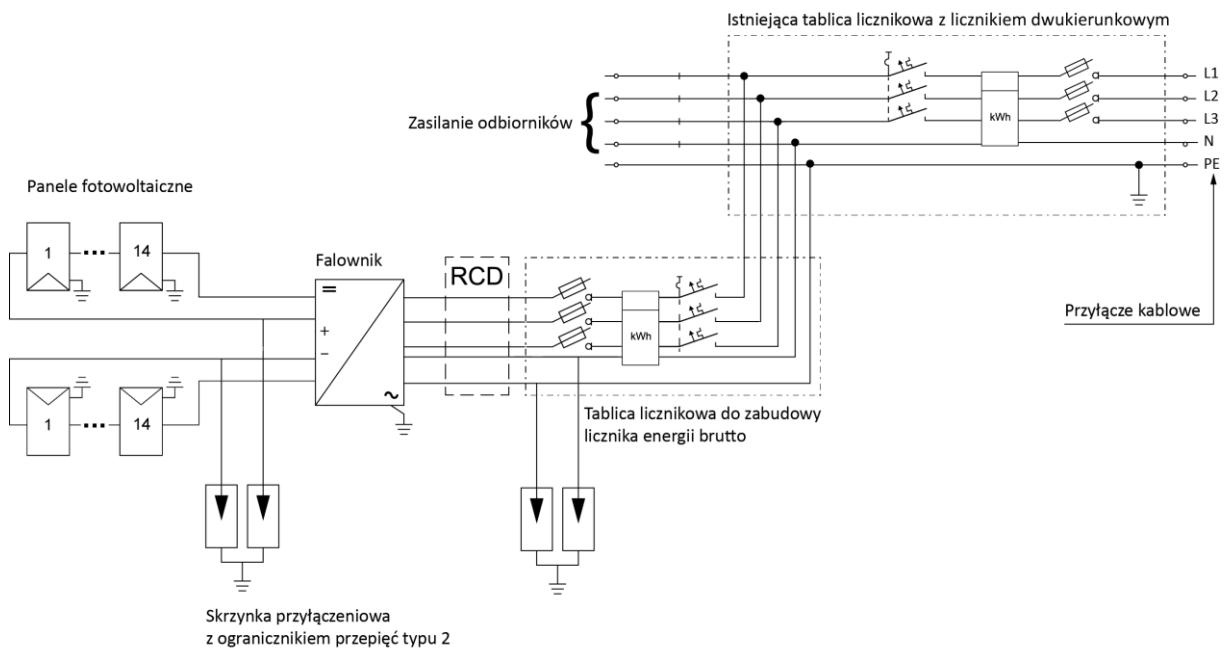 Istniejąca tablica licznikowa z licznikiem dwukierunkowym
L1
L2
kWh
L3
Zasilanie odbiorników
N
PE
Panele fotowoltaiczne
1
14
Falownik
RCD
Przyłącze kablowe
=
+
kWh
−
~
1
14
Tablica licznikowa do zabudowy
licznika energii brutto
Skrzynka przyłączeniowa
z ogranicznikiem przepięć typu 2